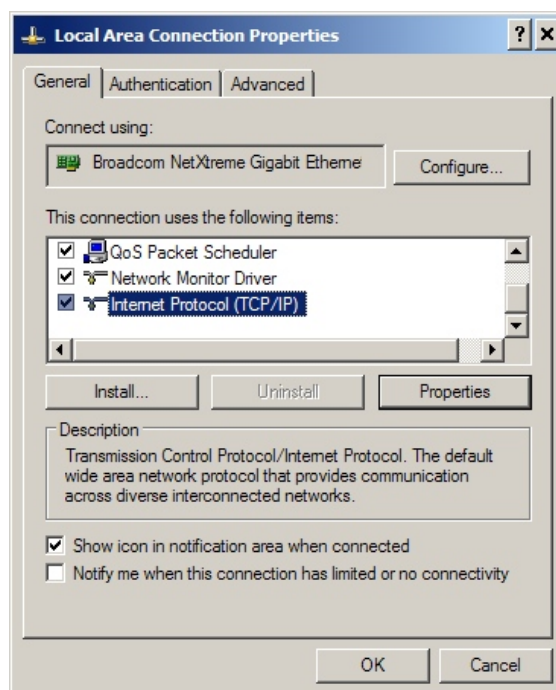 Local Area Connection Properties
General Authentication Advanced
Connect using:
Broadcom NetXtreme Gigabit Etherne
Configure...
This connection uses the following items:
QoS Packet Scheduler
Network Monitor Driver
Internet Protocol (TCP/IP)
Install... Uninstall Properties
Description
Transmission Control Protocol/Internet Protocol. The default
wide area network protocol that provides communication
across diverse interconnected networks.
Show icon in notification area when connected
Notify me when this connection has limited or no connectivity
OK Cancel